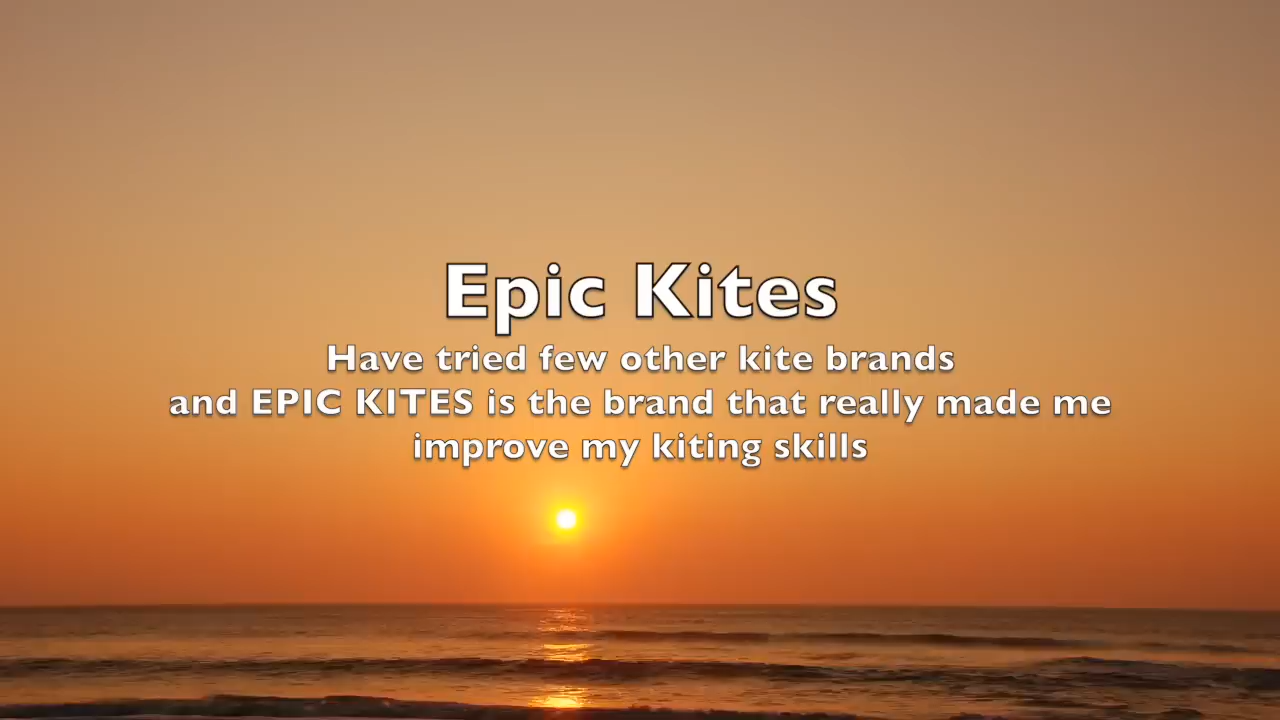 Epic Kites
Have tried few other kite brands
and EPIC KITES is the brand that really made me
improve my kiting skills